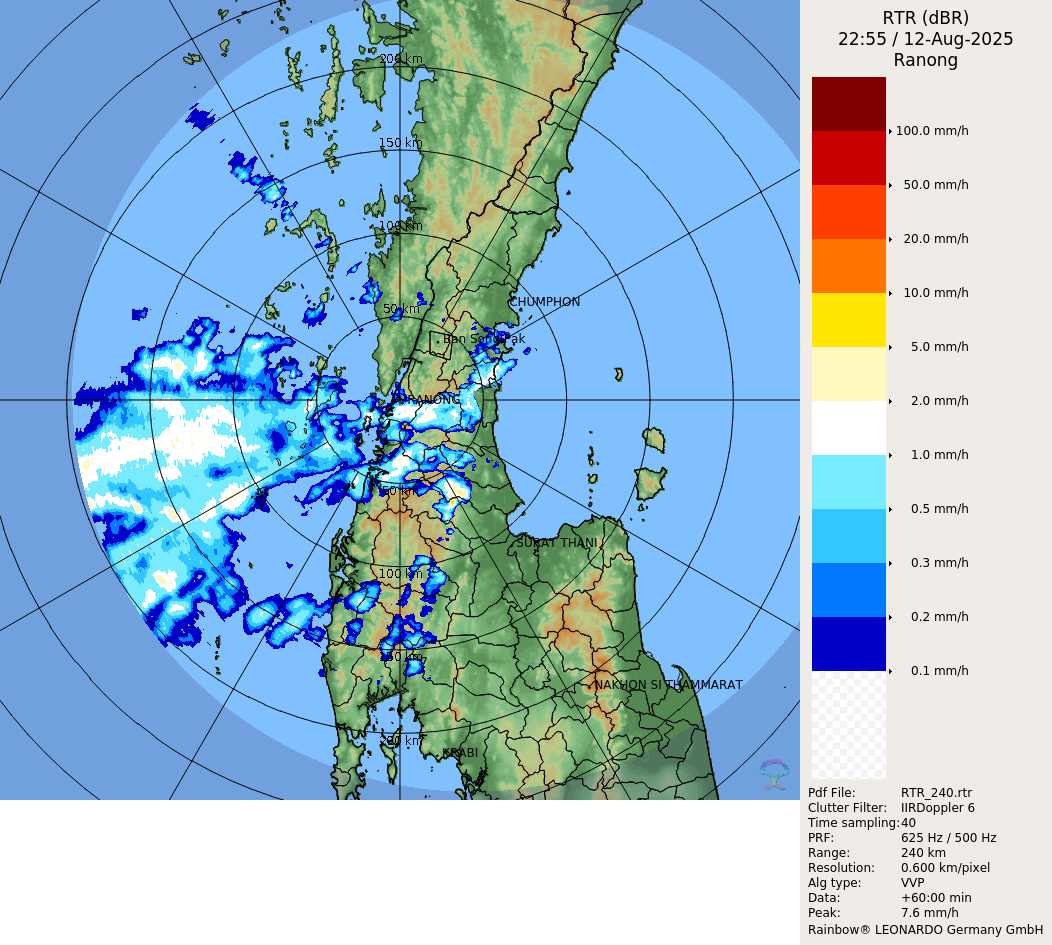 RTR (dBR)
22:55 / 12-Aug-2025
Ranong
200 km
150 km
100 km
50 km
CHUMPHON
Ban Song Pak
RANONG
50 km
SURAT THANI
100 km
150 km
NAKHON SI THAMMARAT
200 km
KRABI
100.0 mm/h
50.0 mm/h
20.0 mm/h
10.0 mm/h
5.0 mm/h
2.0 mm/h
1.0 mm/h
0.5 mm/h
0.3 mm/h
0.2 mm/h
0.1 mm/h
Pdf File: RTR_240.rtr
Clutter Filter: IIRDoppler 6
Time sampling: 40
PRF: 625 Hz / 500 Hz
Range: 240 km
Resolution: 0.600 km/pixel
Alg type: VVP
Data: +60:00 min
Peak: 7.6 mm/h
Rainbow® LEONARDO Germany GmbH